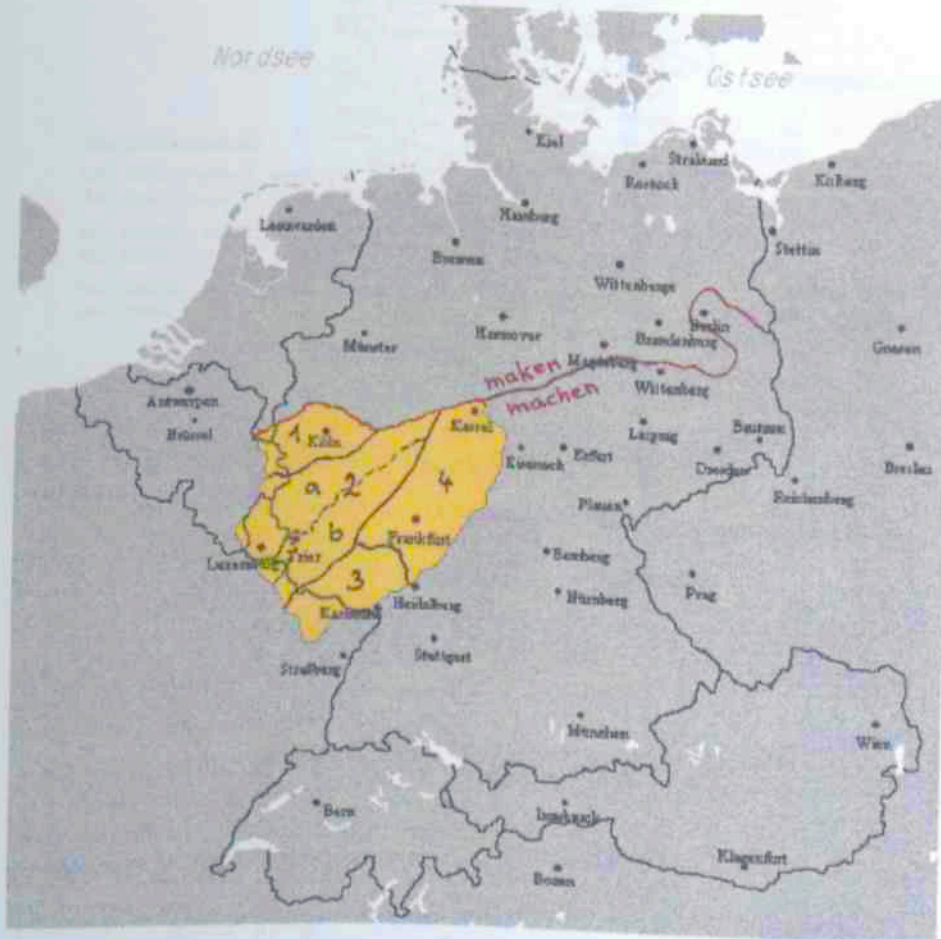 Nordsee
Ostsee
Kiel
Stralsund
Rostock
Kolberg
Leeuwarden
Hamburg
Stettin
Bremen
Wittenberge
Münster
Hannover
Berlin
Brandenburg
Gnesen
Magdeburg
maken
machen
Wittenberg
Antwerpen
Brüssel
1
Köln
Kassel
Leipzig
Bautzen
Eisenach
Erfurt
Dresden
Breslau
a
2
4
Plauen
Reichenberg
b
Frankfurt
Luxemburg
Trier
Bamberg
3
Prag
Karlsruhe
Heidelberg
Nürnberg
Straßburg
Stuttgart
München
Wien
Bern
Innsbruck
Klagenfurt
Bozen